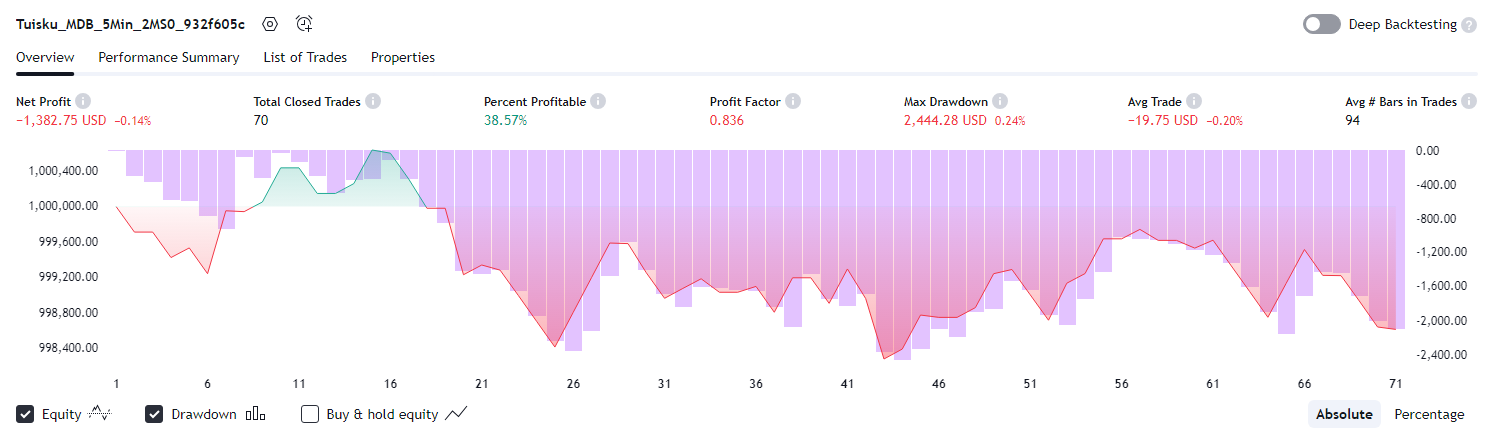 Tuisku_MDB_5Min_2MS0_932f605c
Deep Backtesting ?
Overview Performance Summary List of Trades Properties
Net Profit i Total Closed Trades i Percent Profitable i Profit Factor i Max Drawdown i Avg Trade i Avg # Bars in Trades i
−1,382.75 USD −0.14% 70 38.57% 0.836 2,444.28 USD 0.24% −19.75 USD −0.20% 94
0.00
1,000,400.00
-400.00
1,000,000.00
-800.00
999,600.00
-1,200.00
999,200.00
-1,600.00
998,800.00
-2,000.00
998,400.00
-2,400.00
1 6 11 16 21 26 31 36 41 46 51 56 61 66 71
Equity Drawdown Buy & hold equity Absolute Percentage